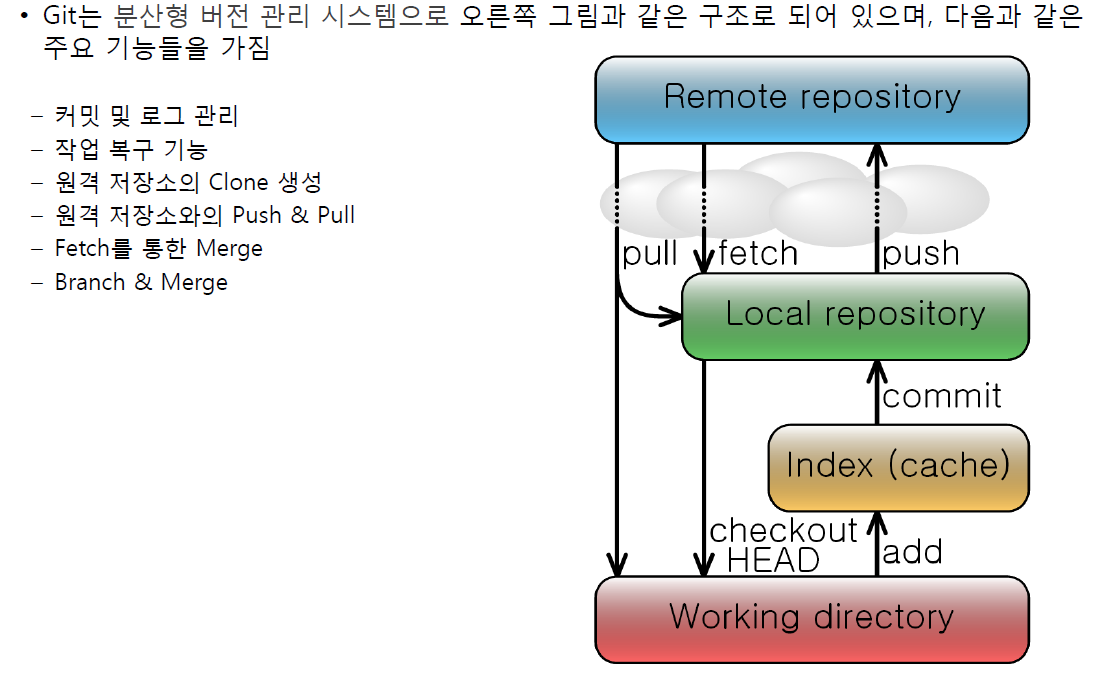 • Git는 분산형 버전 관리 시스템으로 오른쪽 그림과 같은 구조로 되어 있으며, 다음과 같은
주요 기능들을 가짐
– 커밋 및 로그 관리
– 작업 복구 기능
– 원격 저장소의 Clone 생성
– 원격 저장소와의 Push & Pull
– Fetch를 통한 Merge
– Branch & Merge
Remote repository
pull
fetch
push
Local repository
commit
Index (cache)
checkout
HEAD
add
Working directory